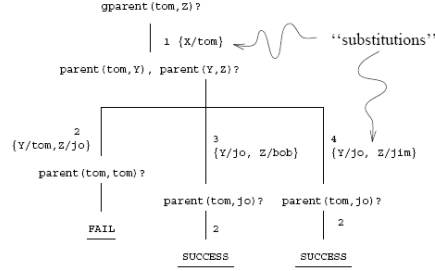 gparent(tom,Z)?
1 {X/tom}
“substitutions”
parent(tom,Y), parent(Y,Z)?
2
{Y/tom,Z/jo}
3
{Y/jo, Z/bob}
4
{Y/jo, Z/jim}
parent(tom,tom)?
parent(tom,jo)?
parent(tom,jo)?
FAIL
2
2
SUCCESS
SUCCESS